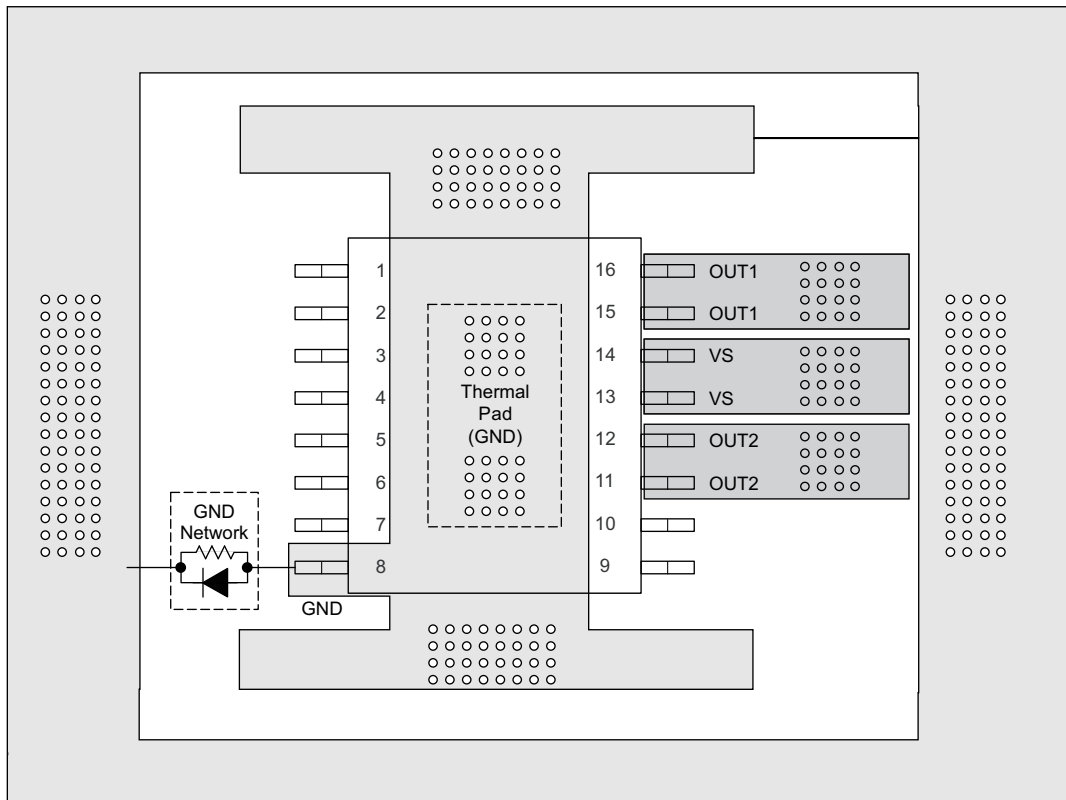 1
2
3
4
5
6
7
8
16
15
14
13
12
11
10
9
OUT1
OUT1
VS
VS
OUT2
OUT2
Thermal
Pad
(GND)
GND
Network
GND